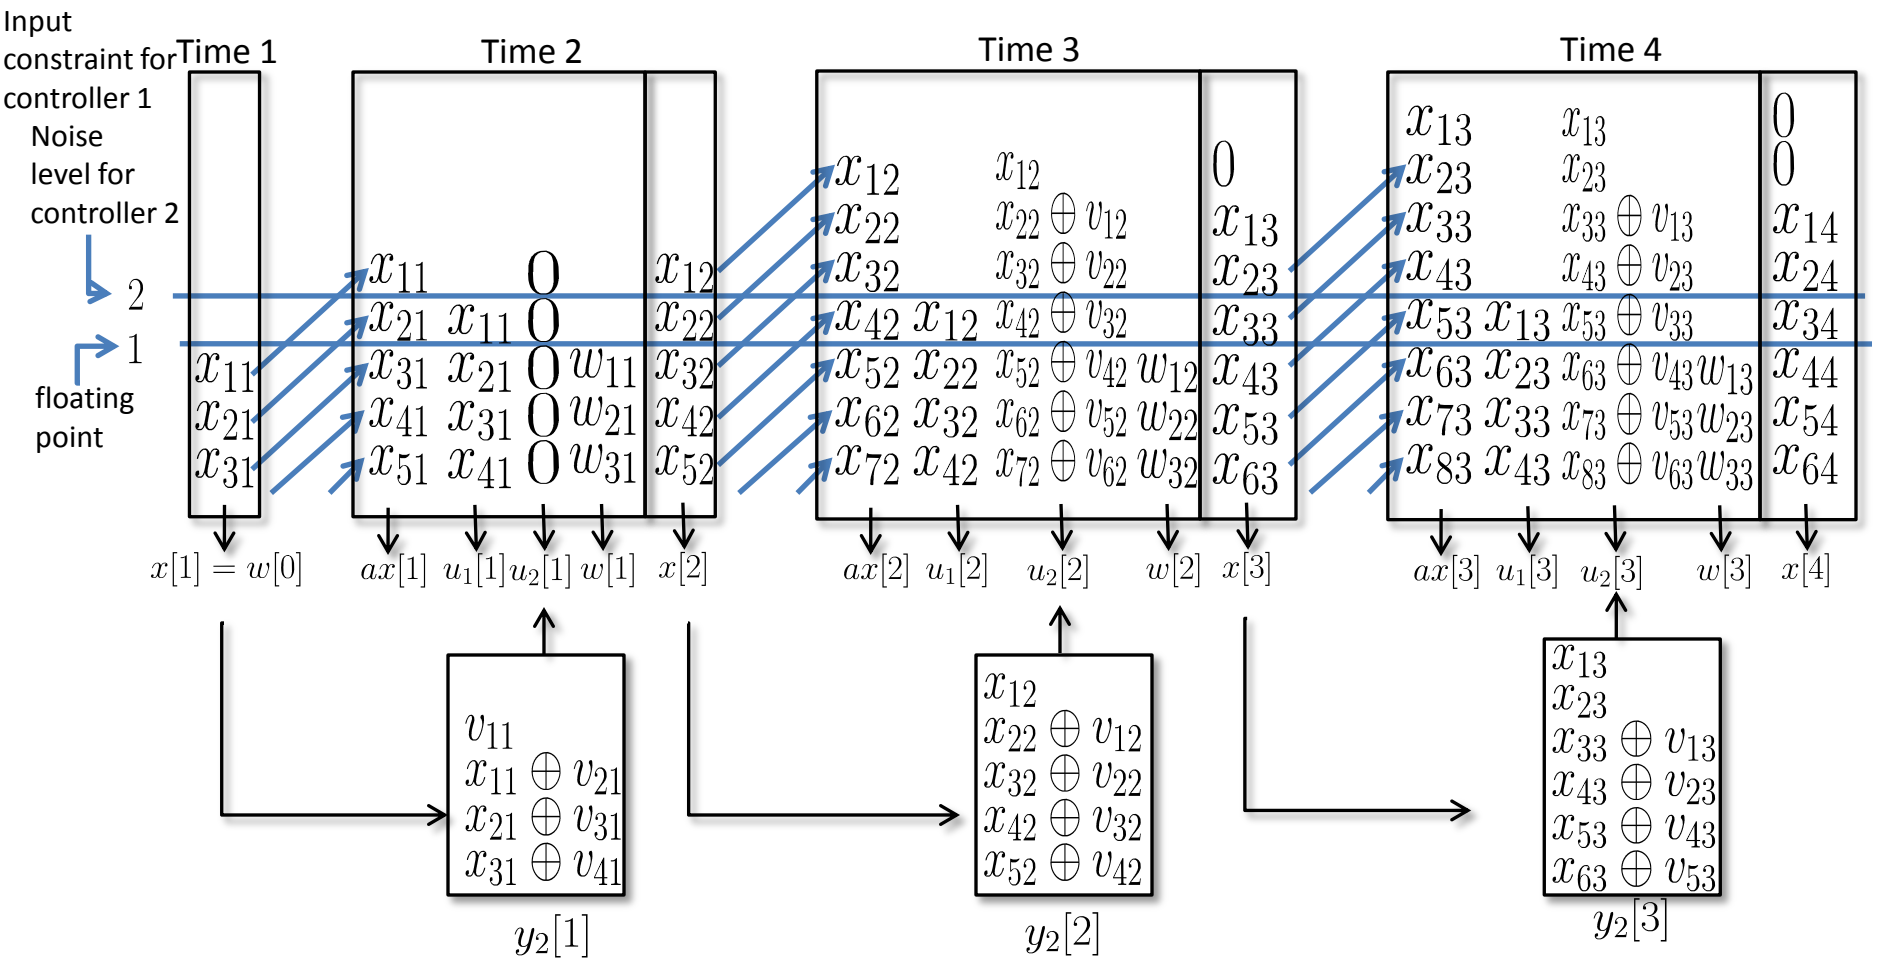 Input
constraint for
controller 1
Noise
level for
controller 2
2
1
floating
point
Time 1
x₁₁
x₂₁
x₃₁
x[1] = w[0]
Time 2
x₁₁ 0
x₂₁ x₁₁ 0
x₃₁ x₂₁ 0 w₁₁
x₄₁ x₃₁ 0 w₂₁
x₅₁ x₄₁ 0 w₃₁
x₁₂
x₂₂
x₃₂
x₄₂
x₅₂
ax[1] u₁[1] u₂[1] w[1] x[2]
Time 3
x₁₂ x₁₂
x₂₂ x₂₂ ⊕ v₁₂
x₃₂ x₃₂ ⊕ v₂₂
x₄₂ x₁₂ x₄₂ ⊕ v₃₂
x₅₂ x₂₂ x₅₂ ⊕ v₄₂ w₁₂
x₆₂ x₃₂ x₆₂ ⊕ v₅₂ w₂₂
x₇₂ x₄₂ x₇₂ ⊕ v₆₂ w₃₂
0
x₁₃
x₂₃
x₃₃
x₄₃
x₅₃
x₆₃
ax[2] u₁[2] u₂[2] w[2] x[3]
Time 4
x₁₃ x₁₃
x₂₃ x₂₃
x₃₃ x₃₃ ⊕ v₁₃
x₄₃ x₄₃ ⊕ v₂₃
x₅₃ x₁₃ x₅₃ ⊕ v₃₃
x₆₃ x₂₃ x₆₃ ⊕ v₄₃ w₁₃
x₇₃ x₃₃ x₇₃ ⊕ v₅₃ w₂₃
x₈₃ x₄₃ x₈₃ ⊕ v₆₃ w₃₃
0
0
x₁₄
x₂₄
x₃₄
x₄₄
x₅₄
x₆₄
ax[3] u₁[3] u₂[3] w[3] x[4]
v₁₁
x₁₁ ⊕ v₂₁
x₂₁ ⊕ v₃₁
x₃₁ ⊕ v₄₁
y₂[1]
x₁₂
x₂₂ ⊕ v₁₂
x₃₂ ⊕ v₂₂
x₄₂ ⊕ v₃₂
x₅₂ ⊕ v₄₂
y₂[2]
x₁₃
x₂₃
x₃₃ ⊕ v₁₃
x₄₃ ⊕ v₂₃
x₅₃ ⊕ v₄₃
x₆₃ ⊕ v₅₃
y₂[3]